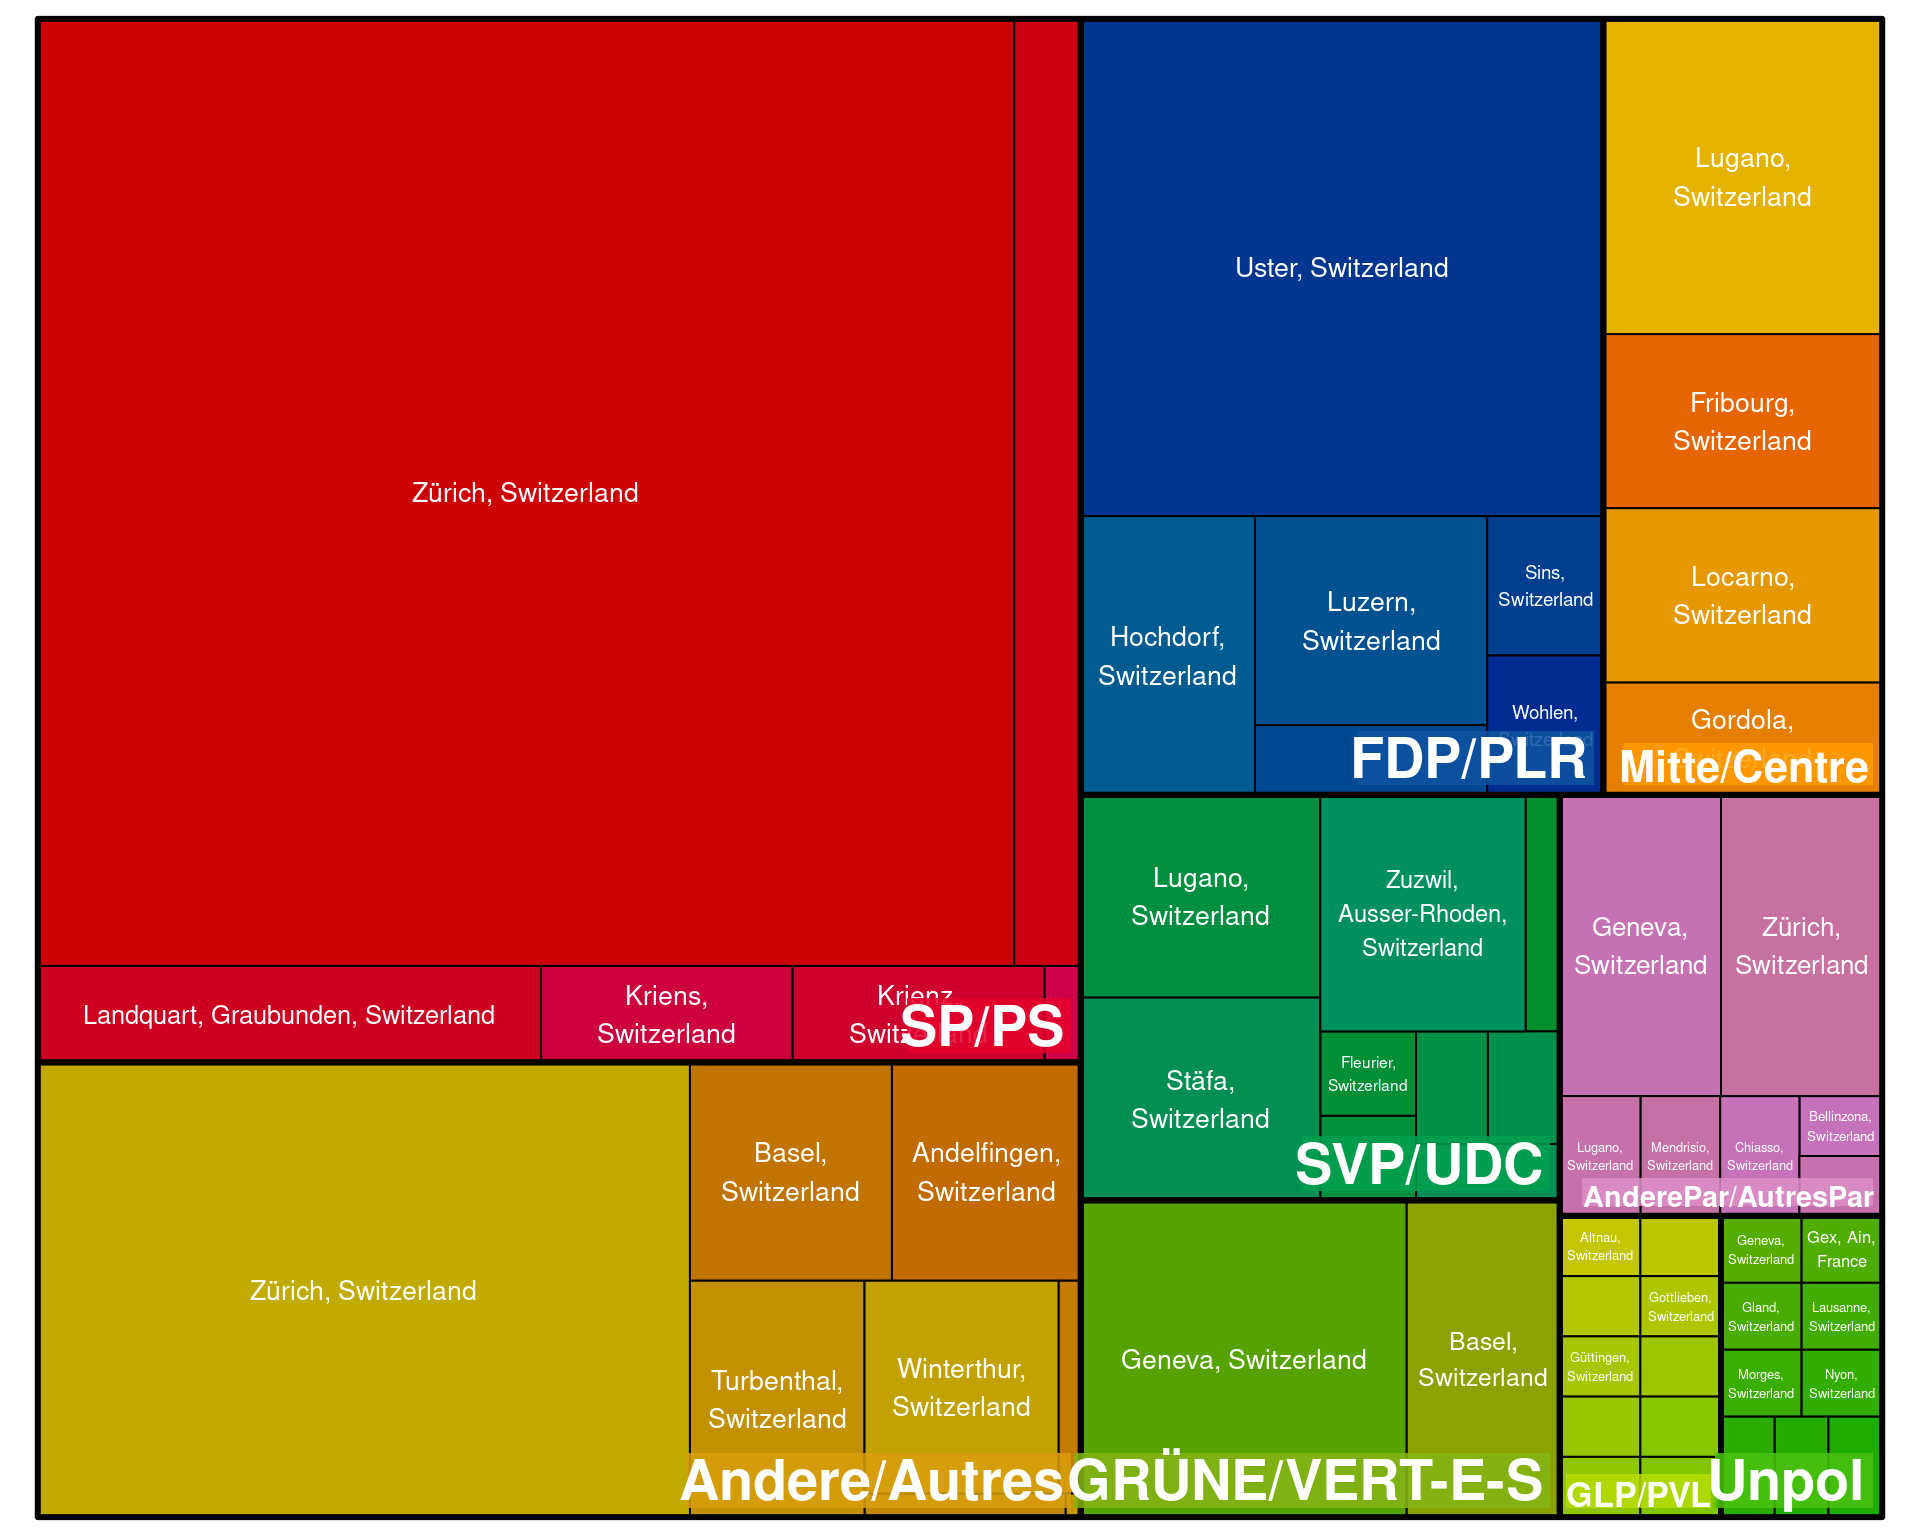 Zürich, Switzerland
Landquart, Graubunden, Switzerland
Kriens,
Switzerland
Krienz,
Switzerland
SP/PS
Uster, Switzerland
Hochdorf,
Switzerland
Luzern,
Switzerland
Sins,
Switzerland
Wohlen,
Switzerland
FDP/PLR
Lugano,
Switzerland
Fribourg,
Switzerland
Locarno,
Switzerland
Gordola,
Switzerland
Mitte/Centre
Zürich, Switzerland
Basel,
Switzerland
Andelfingen,
Switzerland
Turbenthal,
Switzerland
Winterthur,
Switzerland
Andere/Autres
Lugano,
Switzerland
Zuzwil,
Ausser-Rhoden,
Switzerland
Stäfa,
Switzerland
Fleurier,
Switzerland
SVP/UDC
Geneva,
Switzerland
Zürich,
Switzerland
Lugano,
Switzerland
Mendrisio,
Switzerland
Chiasso,
Switzerland
Bellinzona,
Switzerland
AnderePar/AutresPar
Geneva, Switzerland
Basel,
Switzerland
GRÜNE/VERT-E-S
Altnau,
Switzerland
Gottlieben,
Switzerland
Güttingen,
Switzerland
GLP/PVL
Geneva,
Switzerland
Gex, Ain,
France
Gland,
Switzerland
Lausanne,
Switzerland
Morges,
Switzerland
Nyon,
Switzerland
Unpol